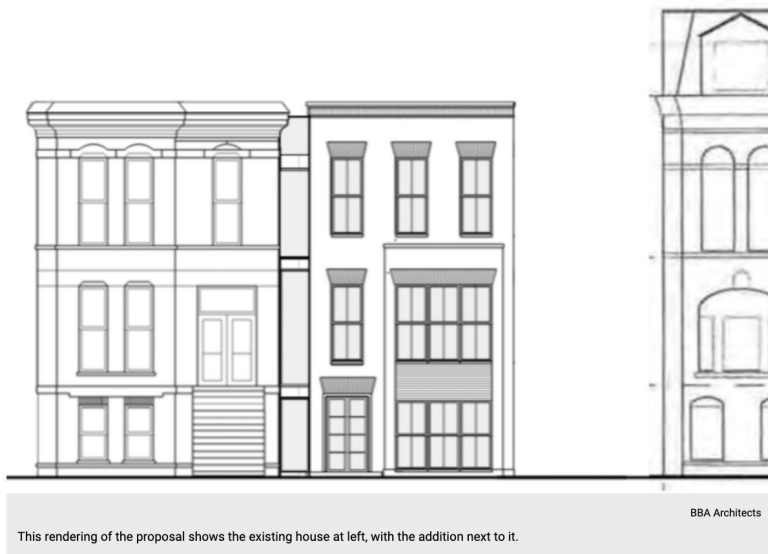 BBA Architects
This rendering of the proposal shows the existing house at left, with the addition next to it.